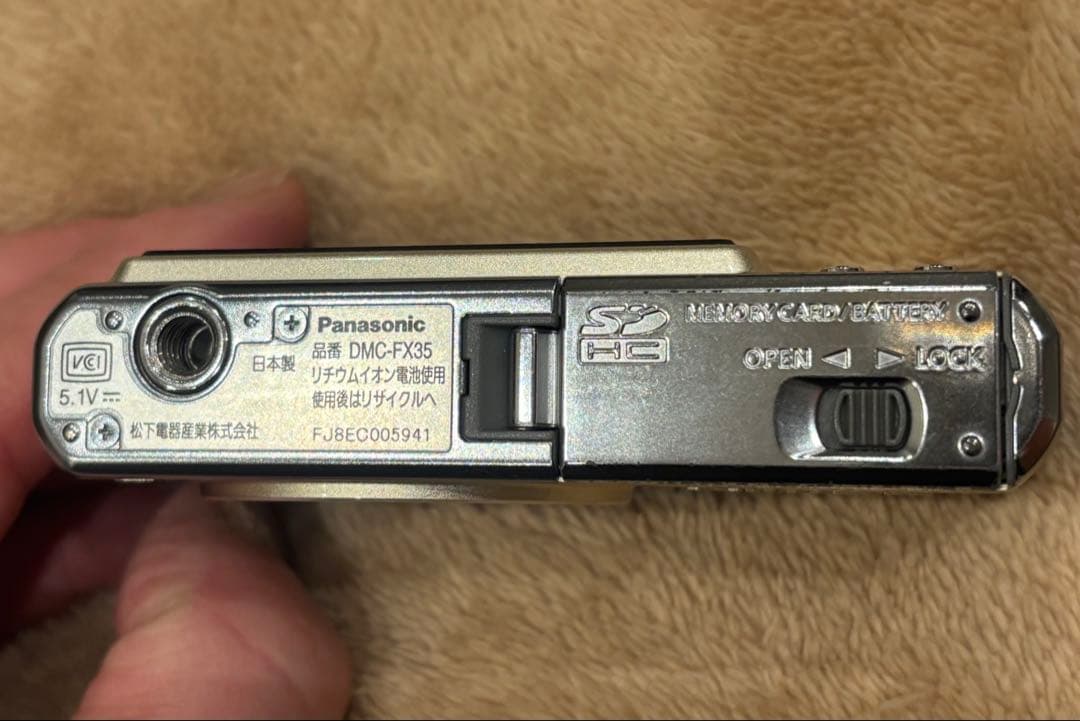 VCI
5.1V⎓
Panasonic
日本製
品番 DMC-FX35
リチウムイオン電池使用
使用後はリサイクルへ
松下電器産業株式会社
FJ8EC005941
SD
HC
MEMORY CARD/BATTERY
OPEN ◁ ▷ LOCK